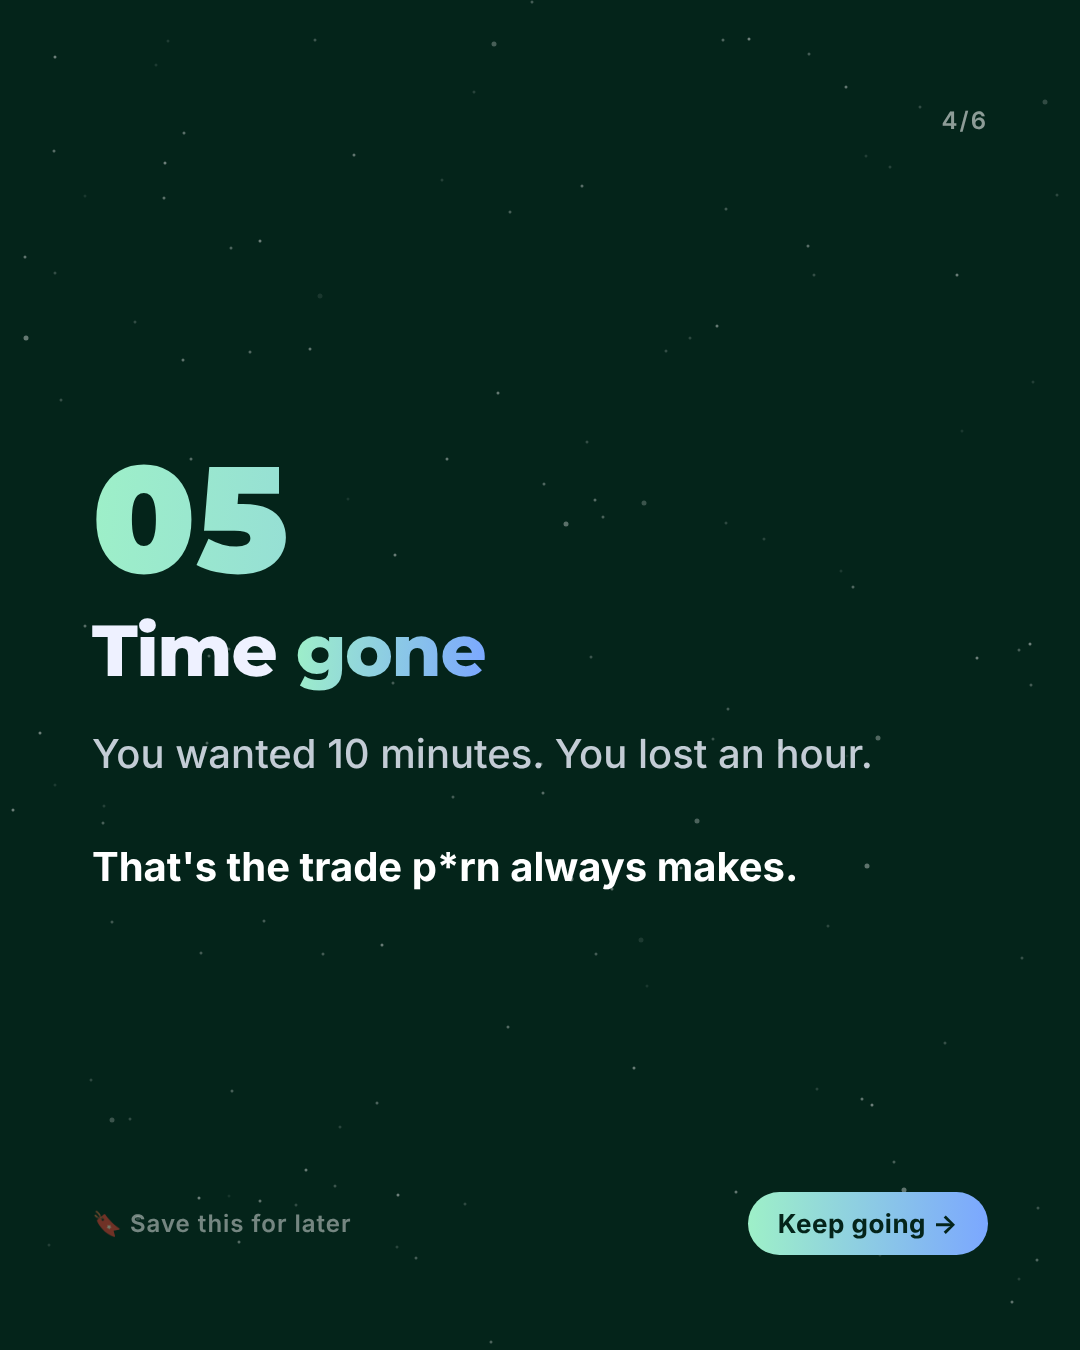 4/6
05
Time gone
You wanted 10 minutes. You lost an hour.
That's the trade p*rn always makes.
🔖 Save this for later
Keep going →